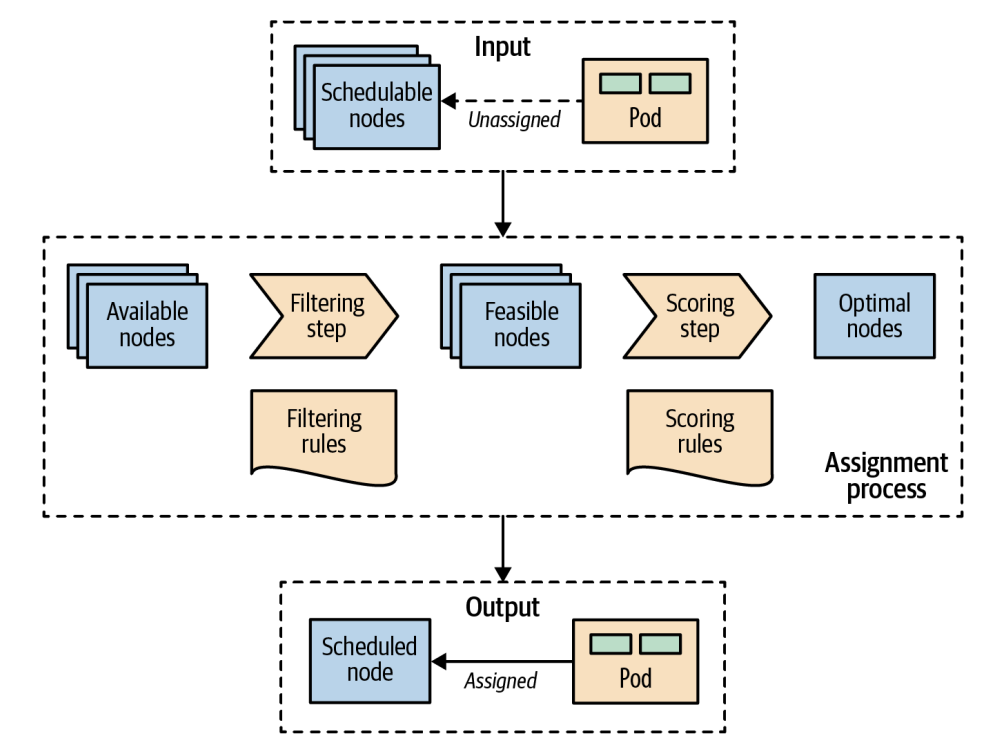 Input
Schedulable
nodes
Unassigned
Pod
Available
nodes
Filtering
step
Feasible
nodes
Scoring
step
Optimal
nodes
Filtering
rules
Scoring
rules
Assignment
process
Output
Scheduled
node
Assigned
Pod